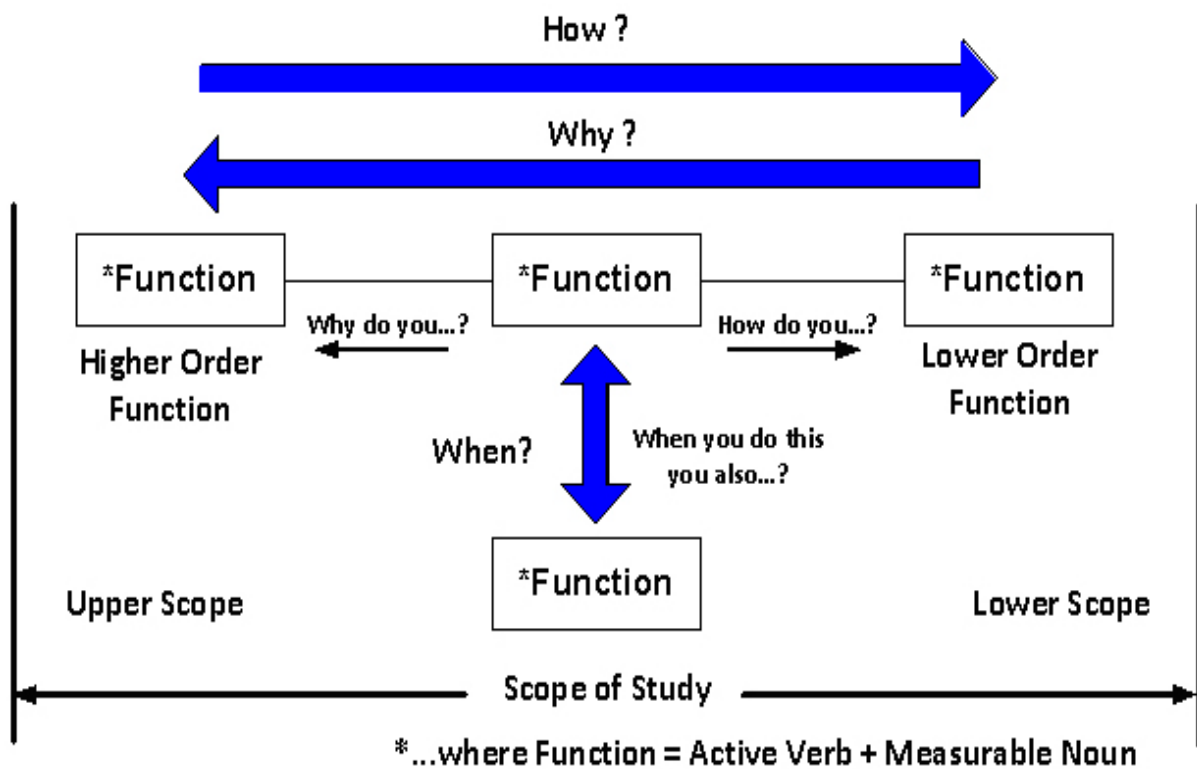 How ?
Why ?
*Function
*Function
*Function
Why do you...?
How do you...?
Higher Order
Function
Lower Order
Function
When?
When you do this
you also...?
*Function
Upper Scope
Lower Scope
Scope of Study
*...where Function = Active Verb + Measurable Noun